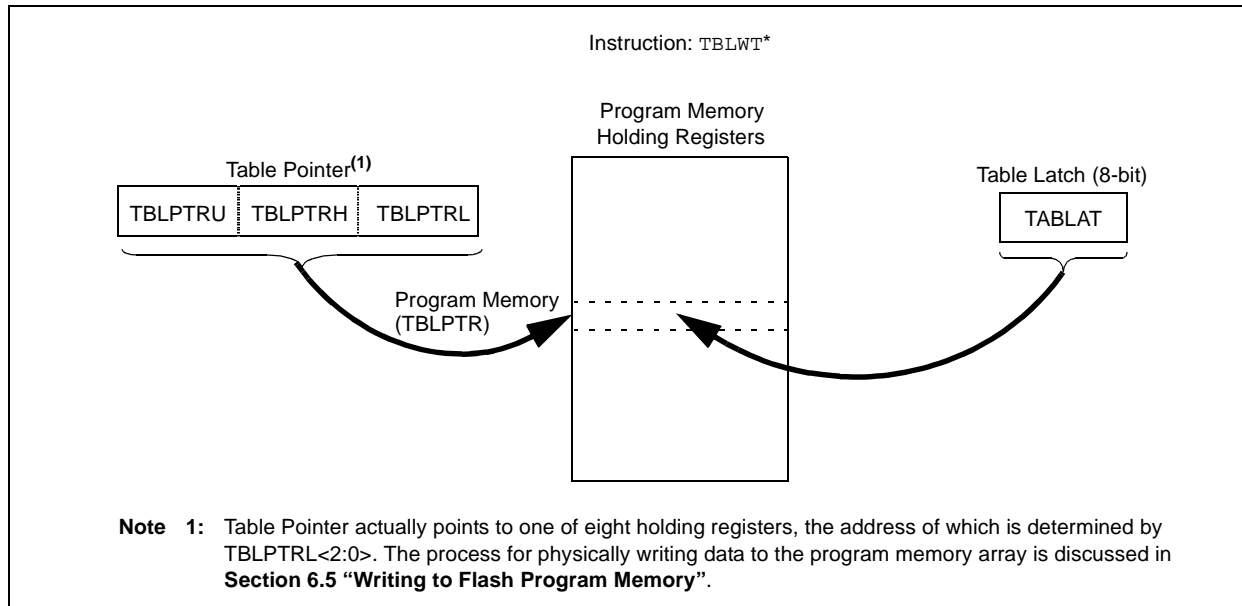 Instruction: TBLWT*
Program Memory
Holding Registers
Table Pointer(1)
Table Latch (8-bit)
TBLPTRU TBLPTRH TBLPTRL
TABLAT
Program Memory
(TBLPTR)
Note 1: Table Pointer actually points to one of eight holding registers, the address of which is determined by
TBLPTRL<2:0>. The process for physically writing data to the program memory array is discussed in
Section 6.5 “Writing to Flash Program Memory”.